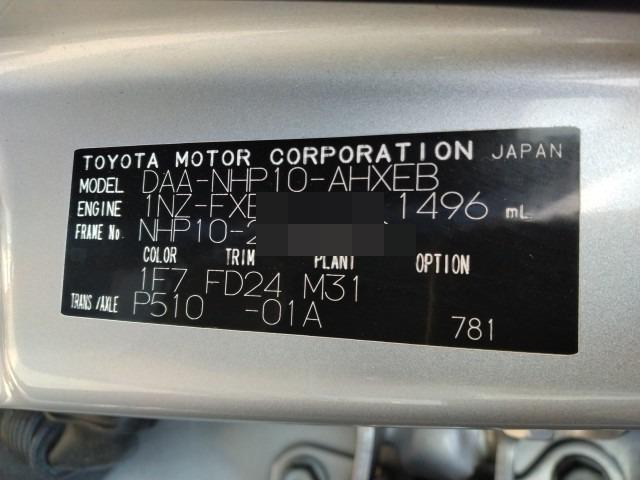 TOYOTA MOTOR CORPORATION JAPAN
MODEL DAA-NHP10-AHXEB
ENGINE 1NZ-FXE 1496 mL
FRAME No. NHP10-2
COLOR TRIM PLANT OPTION
1F7 FD24 M31
TRANS/AXLE P510 -01A
781